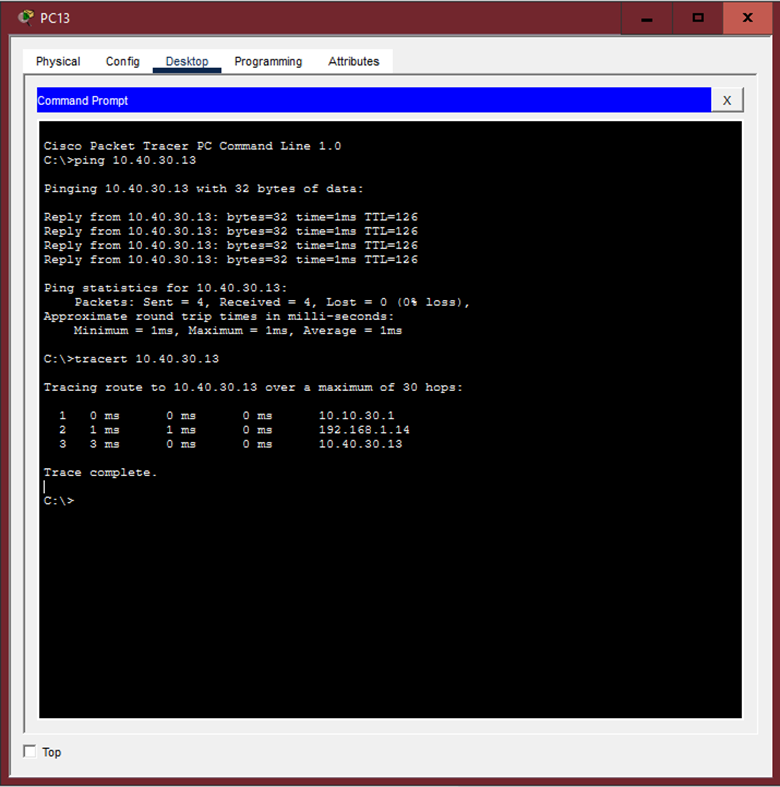 PC13
Physical Config Desktop Programming Attributes
Command Prompt X
Cisco Packet Tracer PC Command Line 1.0
C:\>ping 10.40.30.13
Pinging 10.40.30.13 with 32 bytes of data:
Reply from 10.40.30.13: bytes=32 time=1ms TTL=126
Reply from 10.40.30.13: bytes=32 time=1ms TTL=126
Reply from 10.40.30.13: bytes=32 time=1ms TTL=126
Reply from 10.40.30.13: bytes=32 time=1ms TTL=126
Ping statistics for 10.40.30.13:
    Packets: Sent = 4, Received = 4, Lost = 0 (0% loss),
Approximate round trip times in milli-seconds:
    Minimum = 1ms, Maximum = 1ms, Average = 1ms
C:\>tracert 10.40.30.13
Tracing route to 10.40.30.13 over a maximum of 30 hops:
  1   0 ms      0 ms      0 ms      10.10.30.1
  2   1 ms      1 ms      0 ms      192.168.1.14
  3   3 ms      0 ms      0 ms      10.40.30.13
Trace complete.
C:\>
Top